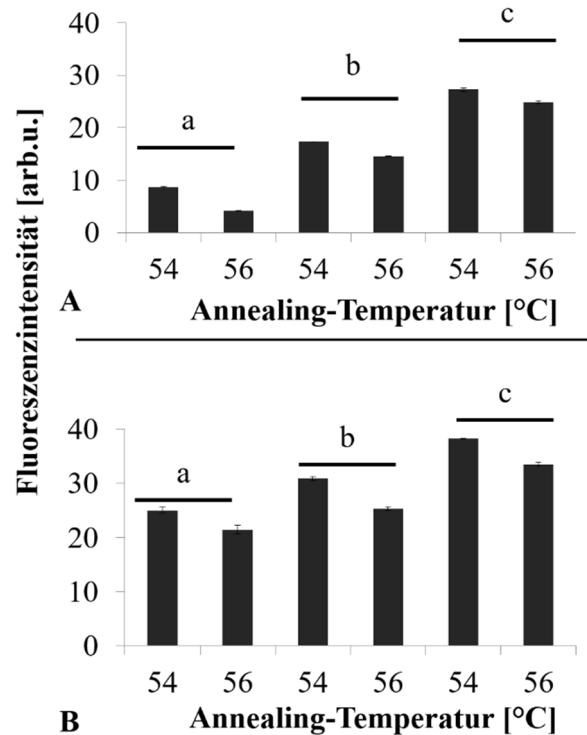 Fluoreszenzintensität [arb.u.]
40
30
20
10
0
a
b
c
54 56 54 56 54 56
A Annealing-Temperatur [°C]
40
30
20
10
0
a
b
c
54 56 54 56 54 56
B Annealing-Temperatur [°C]